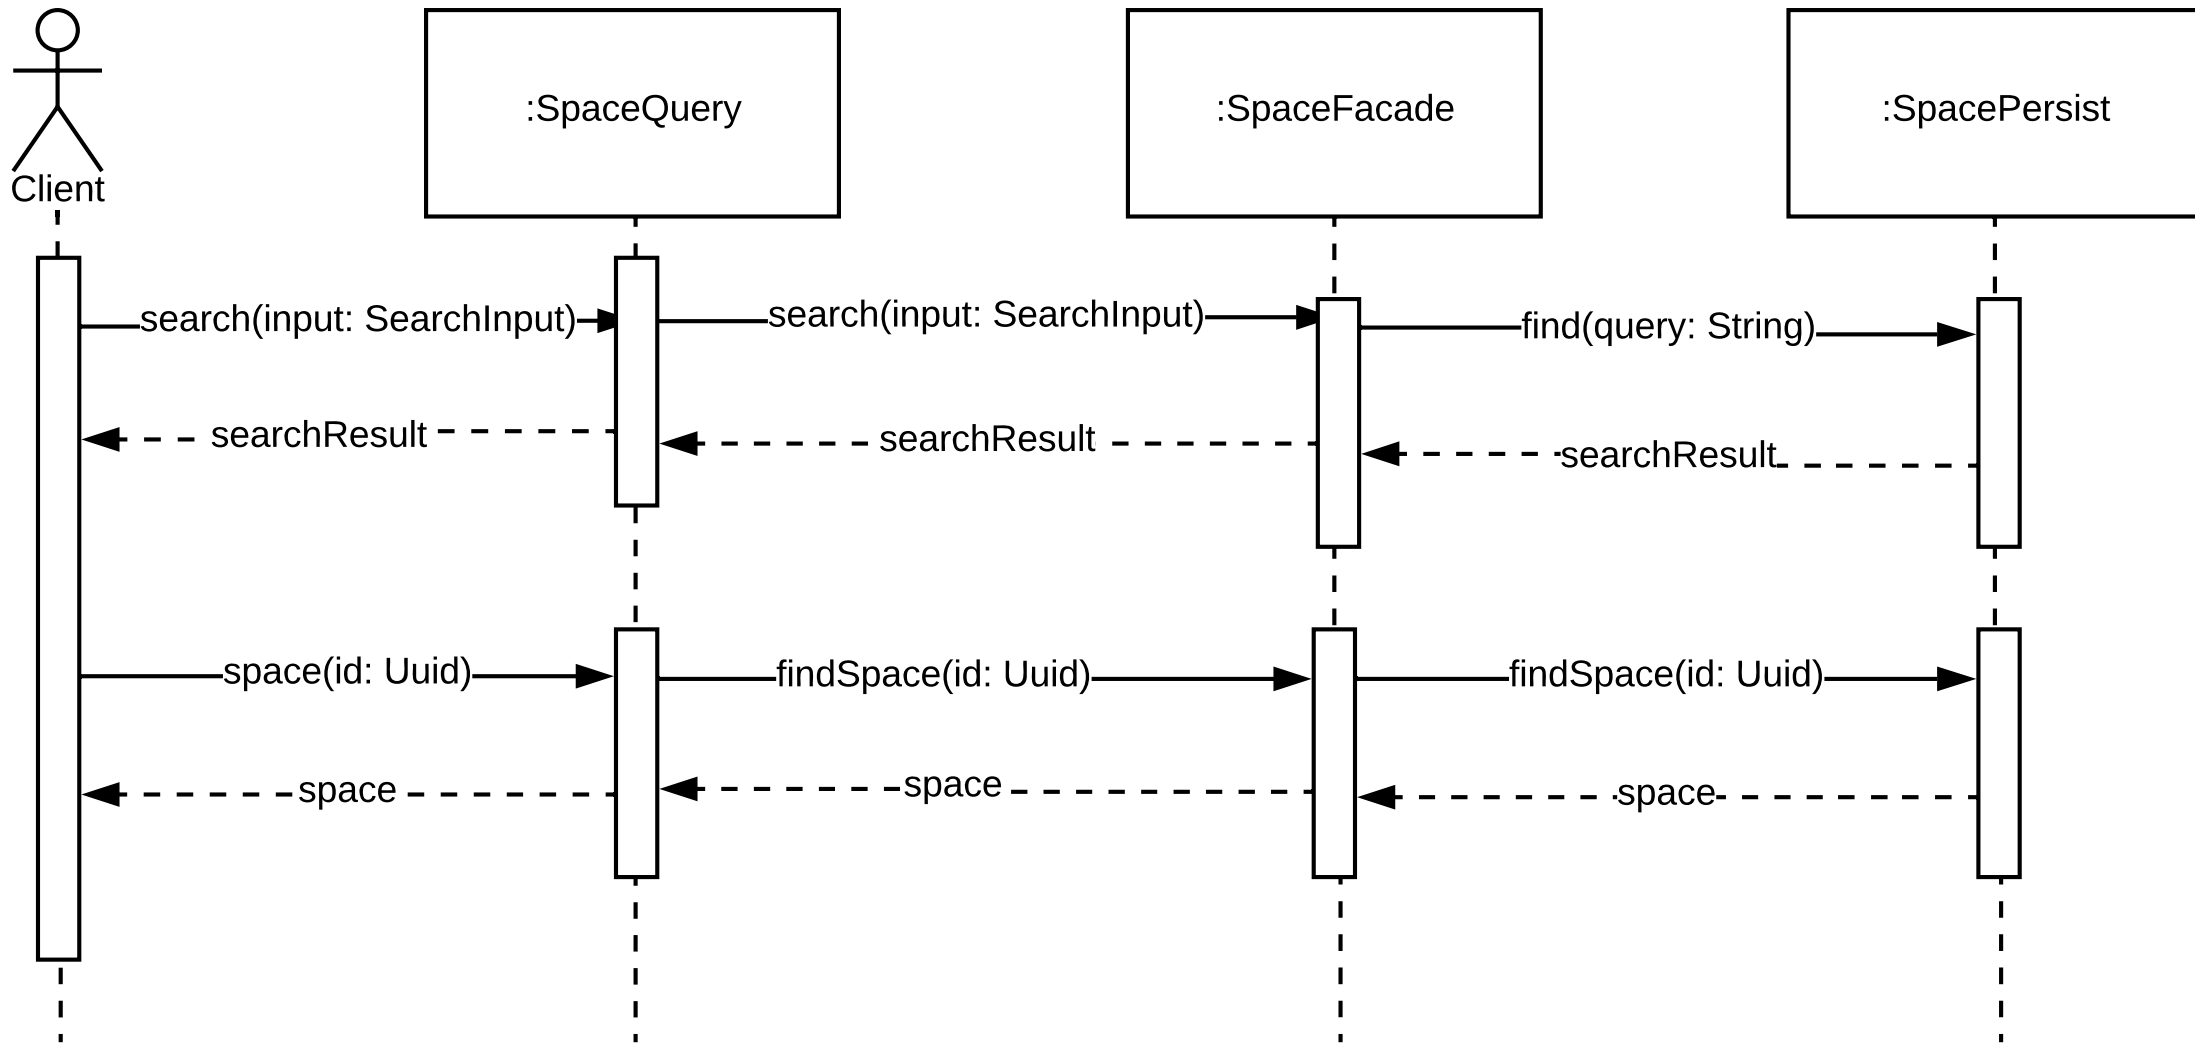 :SpaceQuery
:SpaceFacade
:SpacePersist
Client
search(input: SearchInput)
search(input: SearchInput)
find(query: String)
searchResult
searchResult
searchResult
space(id: Uuid)
findSpace(id: Uuid)
findSpace(id: Uuid)
space
space
space